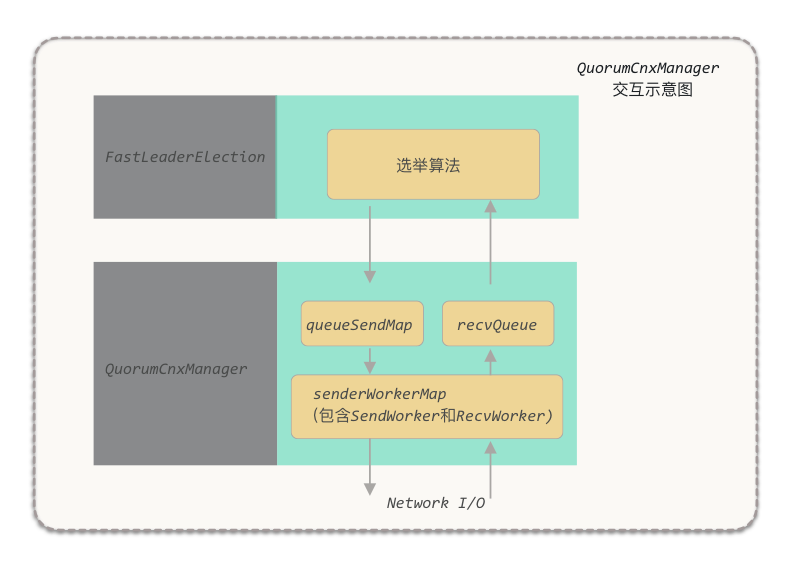 QuorumCnxManager
交互示意图
FastLeaderElection
选举算法
QuorumCnxManager
queueSendMap
recvQueue
senderWorkerMap
（包含SendWorker和RecvWorker)
Network I/O